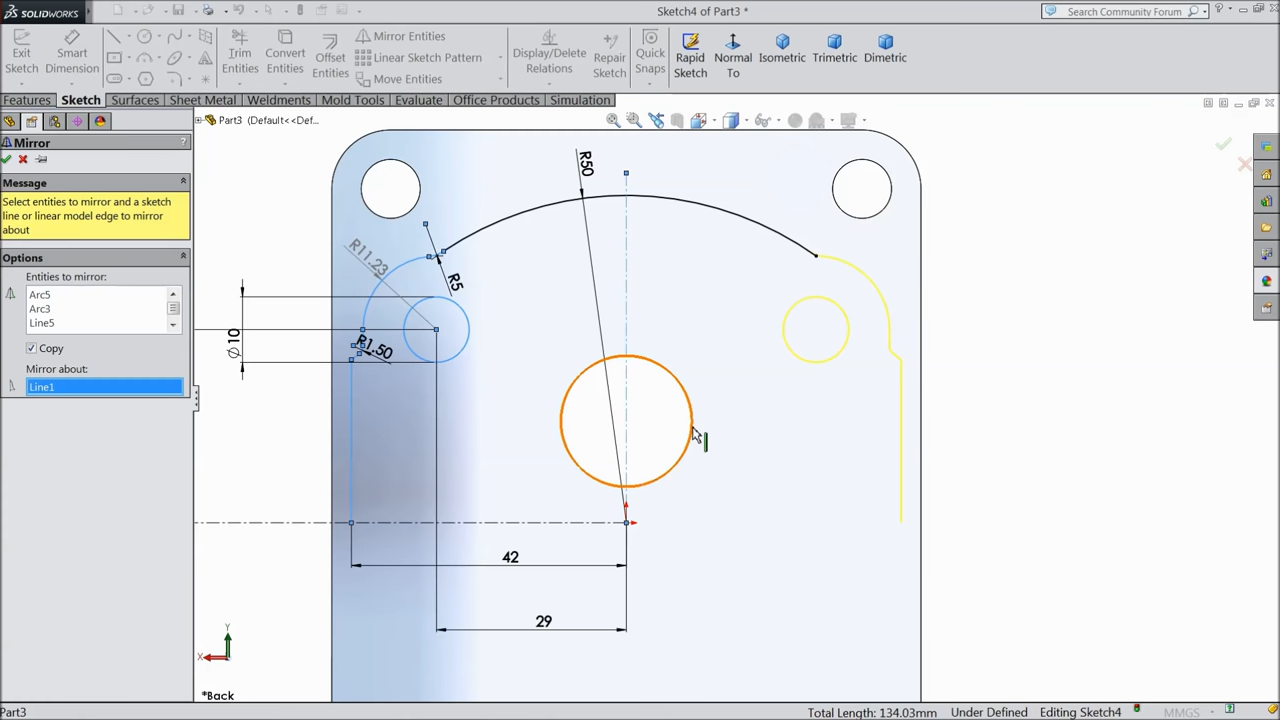 SOLIDWORKS
Sketch4 of Part3 *
Search Community Forum
?
Exit Sketch
Smart Dimension
Trim Entities
Convert Entities
Offset Entities
Mirror Entities
Linear Sketch Pattern
Move Entities
Display/Delete Relations
Repair Sketch
Quick Snaps
Rapid Sketch
Normal To
Isometric
Trimetric
Dimetric
Features
Sketch
Surfaces
Sheet Metal
Weldments
Mold Tools
Evaluate
Office Products
Simulation
Part3 (Default<<Def...
Mirror
?
Message
Select entities to mirror and a sketch
line or linear model edge to mirror
about
Options
Entities to mirror:
Arc5
Arc3
Line5
Copy
Mirror about:
Line1
R50
R11.23
R5
∅10
R1.50
42
29
Y
X
*Back
Part3
Total Length: 134.03mm
Under Defined
Editing Sketch4
MMGS
?